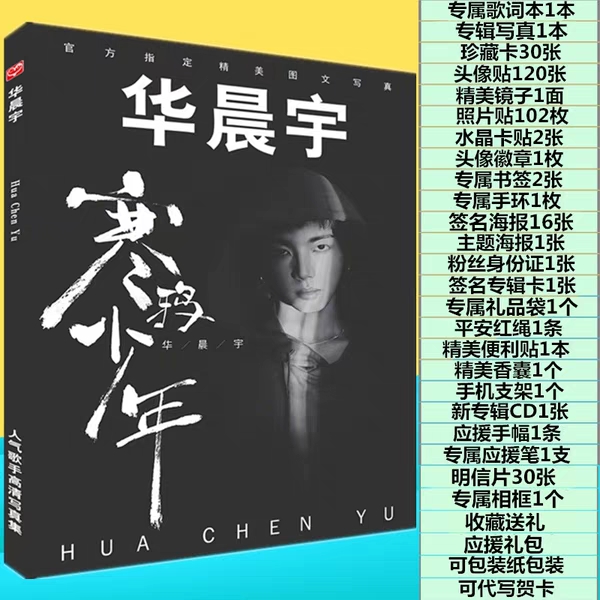 官方指定精美图文写真
华晨宇
寒鸦少年
华/晨/宇
HUA CHEN YU
华晨宇
Hua Chen Yu
人气歌手高清写真集
专属歌词本1本
专辑写真1本
珍藏卡30张
头像贴120张
精美镜子1面
照片贴102枚
水晶卡贴2张
头像徽章1枚
专属书签2张
专属手环1枚
签名海报16张
主题海报1张
粉丝身份证1张
签名专辑卡1张
专属礼品袋1个
平安红绳1条
精美便利贴1本
精美香囊1个
手机支架1个
新专辑CD1张
应援手幅1条
专属应援笔1支
明信片30张
专属相框1个
收藏送礼
应援礼包
可包装纸包装
可代写贺卡